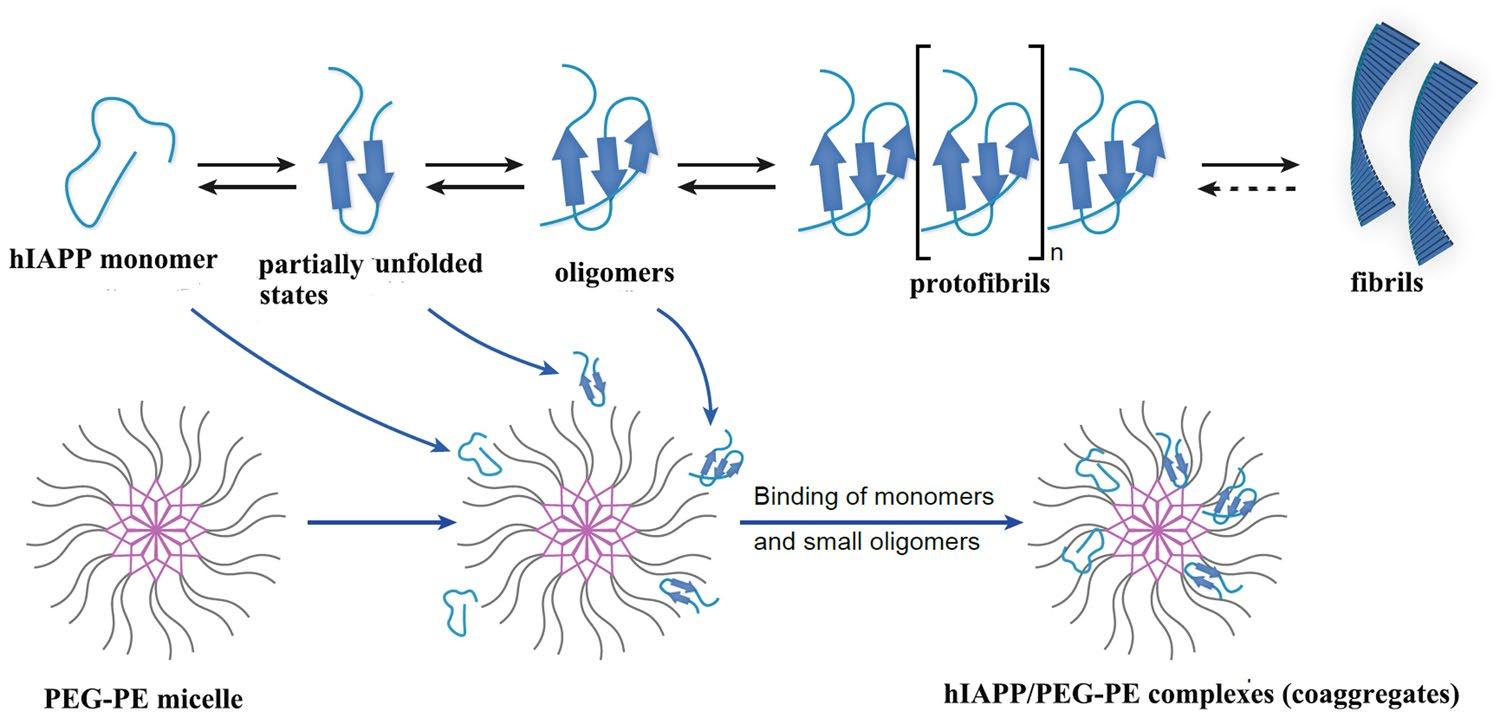 hIAPP monomer
partially unfolded
states
oligomers
n
protofibrils
fibrils
Binding of monomers
and small oligomers
PEG-PE micelle
hIAPP/PEG-PE complexes (coaggregates)